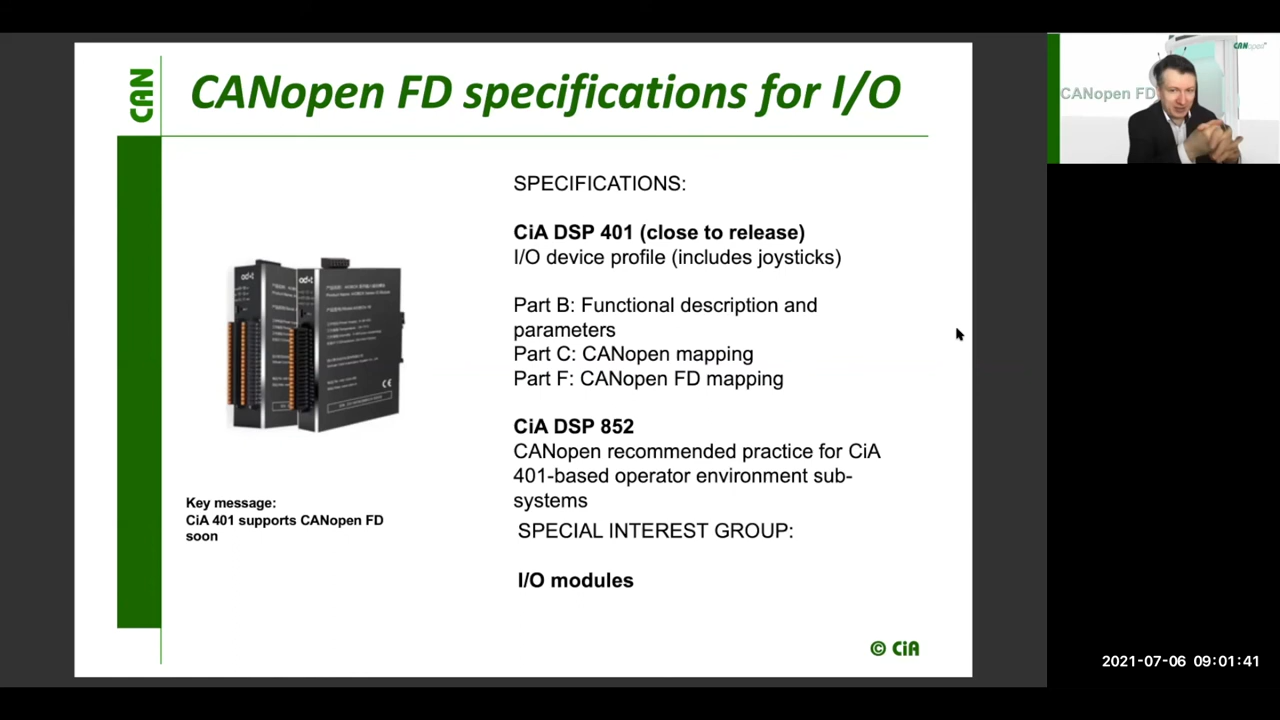 CAN
CANopen FD specifications for I/O
SPECIFICATIONS:
CiA DSP 401 (close to release)
I/O device profile (includes joysticks)
Part B: Functional description and
parameters
Part C: CANopen mapping
Part F: CANopen FD mapping
CiA DSP 852
CANopen recommended practice for CiA
401-based operator environment sub-
systems
SPECIAL INTEREST GROUP:
I/O modules
Key message:
CiA 401 supports CANopen FD
soon
© CiA
CANopen
CANopen FD
2021-07-06 09:01:41